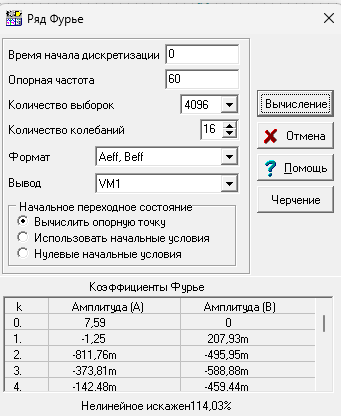 Ряд Фурье
Время начала дискретизации 0
Опорная частота 60
Количество выборок 4096
Количество колебаний 16
Формат Aeff, Beff
Вывод VM1
Начальное переходное состояние
Вычислить опорную точку
Использовать начальные условия
Нулевые начальные условия
Вычисление
Отмена
Помощь
Черчение
Коэффициенты Фурье
k Амплитуда (A) Амплитуда (B)
0. 7,59 0
1. -1,25 207,93m
2. -811,76m -495,95m
3. -373,81m -588,88m
4. -142,48m -459,44m
Нелинейное искажен114,03%